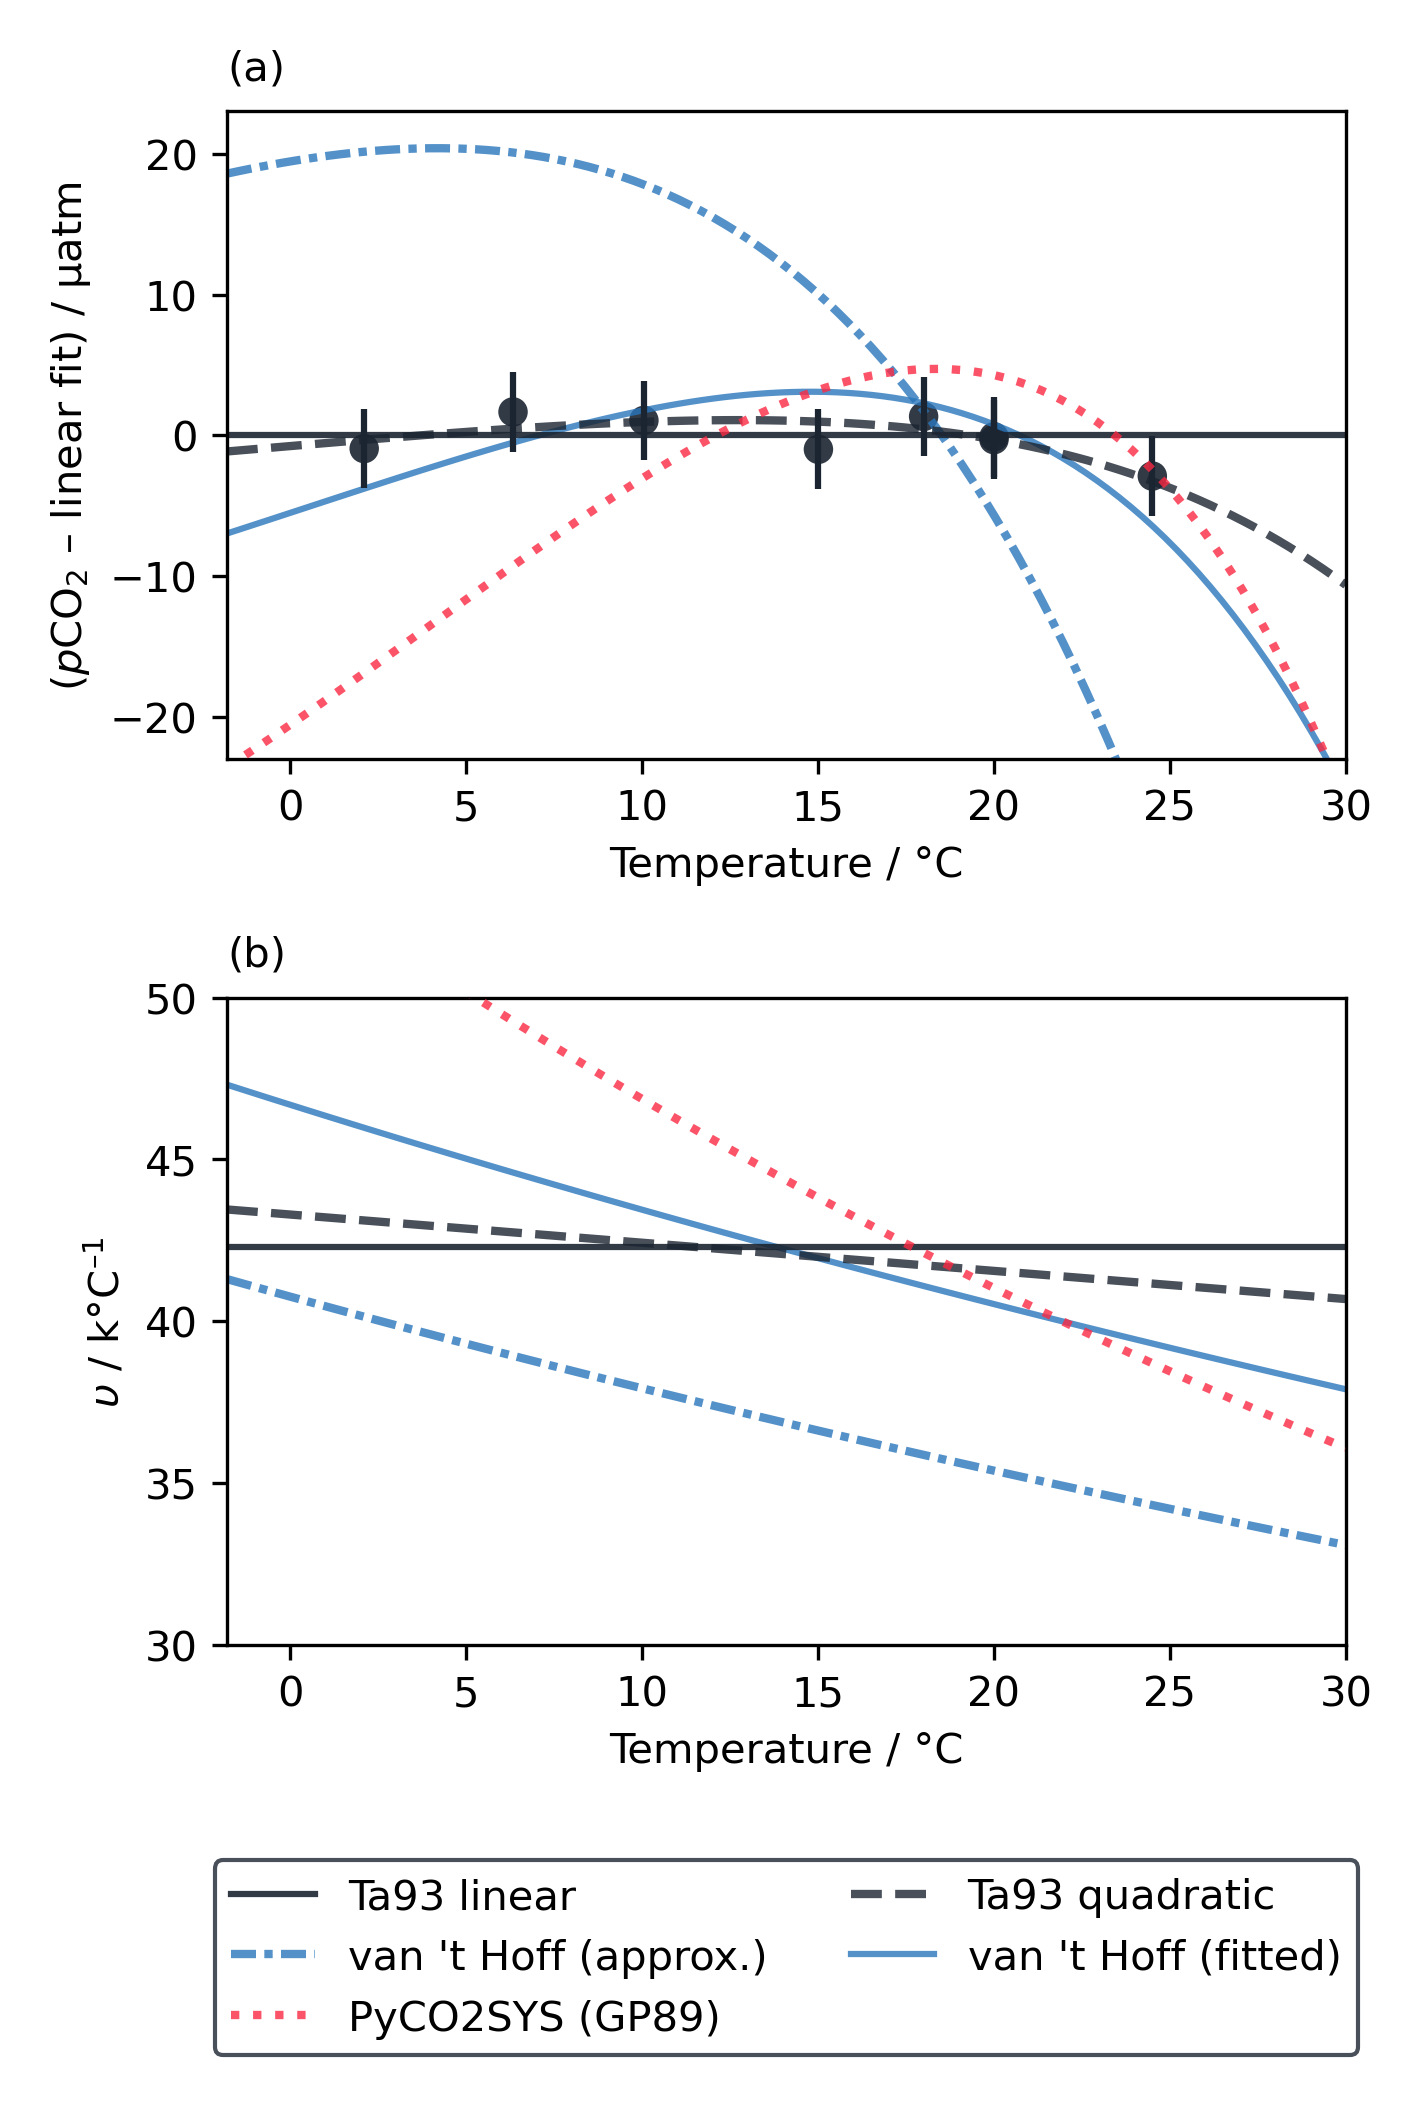 (a)
(pCO₂ – linear fit) / µatm
20
10
0
−10
−20
0 5 10 15 20 25 30
Temperature / °C
(b)
υ / k°C⁻¹
50
45
40
35
30
0 5 10 15 20 25 30
Temperature / °C
Ta93 linear
van 't Hoff (approx.)
PyCO2SYS (GP89)
Ta93 quadratic
van 't Hoff (fitted)